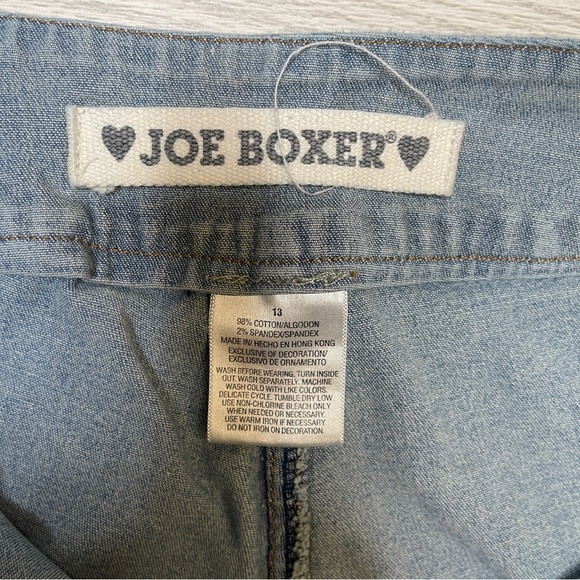 ♥JOE BOXER®♥
13
98% COTTON/ALGODON
2% SPANDEX/SPANDEX
MADE IN/ HECHO EN HONG KONG
EXCLUSIVE OF DECORATION/
EXCLUSIVO DE ORNAMENTO
WASH BEFORE WEARING. TURN INSIDE
OUT. WASH SEPARATELY. MACHINE
WASH COLD WITH LIKE COLORS.
DELICATE CYCLE. TUMBLE DRY LOW.
USE NON-CHLORINE BLEACH ONLY
WHEN NEEDED OR NECESSARY.
USE WARM IRON IF NECESSARY.
DO NOT IRON ON DECORATION.